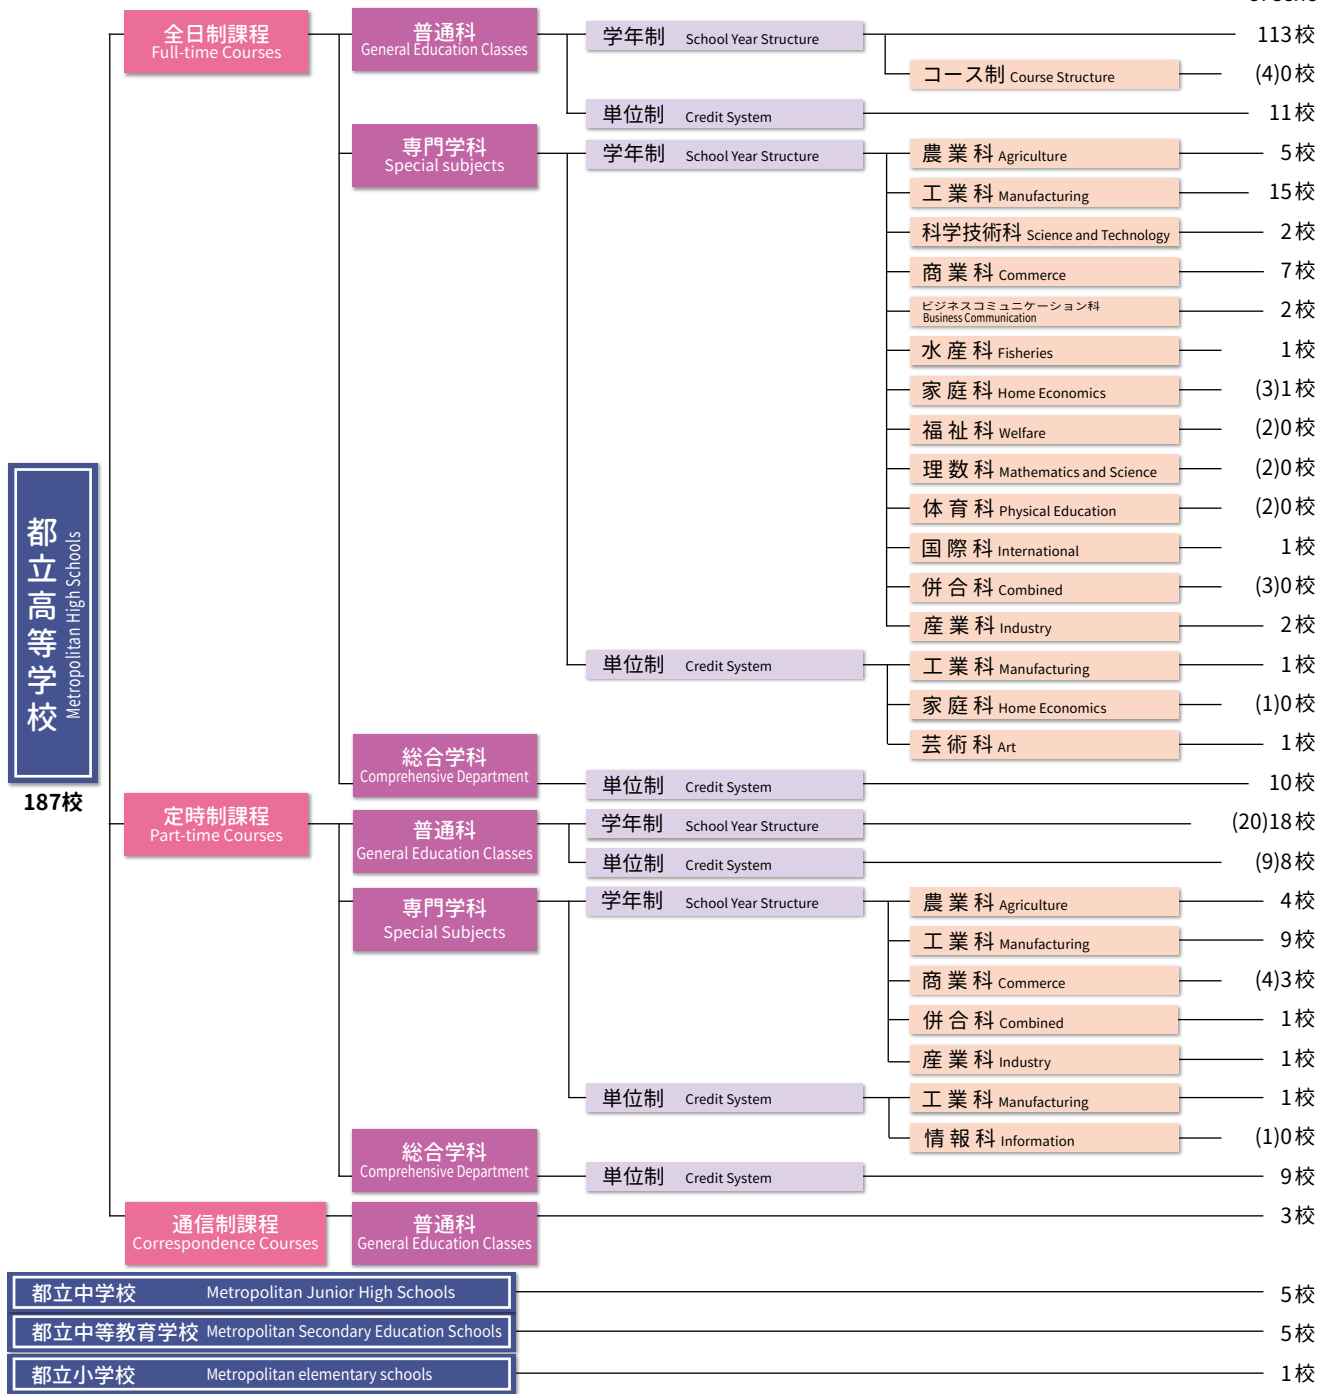 全日制課程
Full-time Courses
普通科
General Education Classes
学年制 School Year Structure
113校
コース制 Course Structure
(4)0校
単位制 Credit System
11校
専門学科
Special subjects
学年制 School Year Structure
農業科 Agriculture
5校
工業科 Manufacturing
15校
科学技術科 Science and Technology
2校
商業科 Commerce
7校
ビジネスコミュニケーション科
Business Communication
2校
水産科 Fisheries
1校
家庭科 Home Economics
(3)1校
福祉科 Welfare
(2)0校
理数科 Mathematics and Science
(2)0校
体育科 Physical Education
(2)0校
国際科 International
1校
併合科 Combined
(3)0校
産業科 Industry
2校
単位制 Credit System
工業科 Manufacturing
1校
家庭科 Home Economics
(1)0校
芸術科 Art
1校
総合学科
Comprehensive Department
単位制 Credit System
10校
都立高等学校
Metropolitan High Schools
187校
定時制課程
Part-time Courses
普通科
General Education Classes
学年制 School Year Structure
(20)18校
単位制 Credit System
(9)8校
専門学科
Special Subjects
学年制 School Year Structure
農業科 Agriculture
4校
工業科 Manufacturing
9校
商業科 Commerce
(4)3校
併合科 Combined
1校
産業科 Industry
1校
単位制 Credit System
工業科 Manufacturing
1校
情報科 Information
(1)0校
総合学科
Comprehensive Department
単位制 Credit System
9校
通信制課程
Correspondence Courses
普通科
General Education Classes
3校
都立中学校 Metropolitan Junior High Schools
5校
都立中等教育学校 Metropolitan Secondary Education Schools
5校
都立小学校 Metropolitan elementary schools
1校